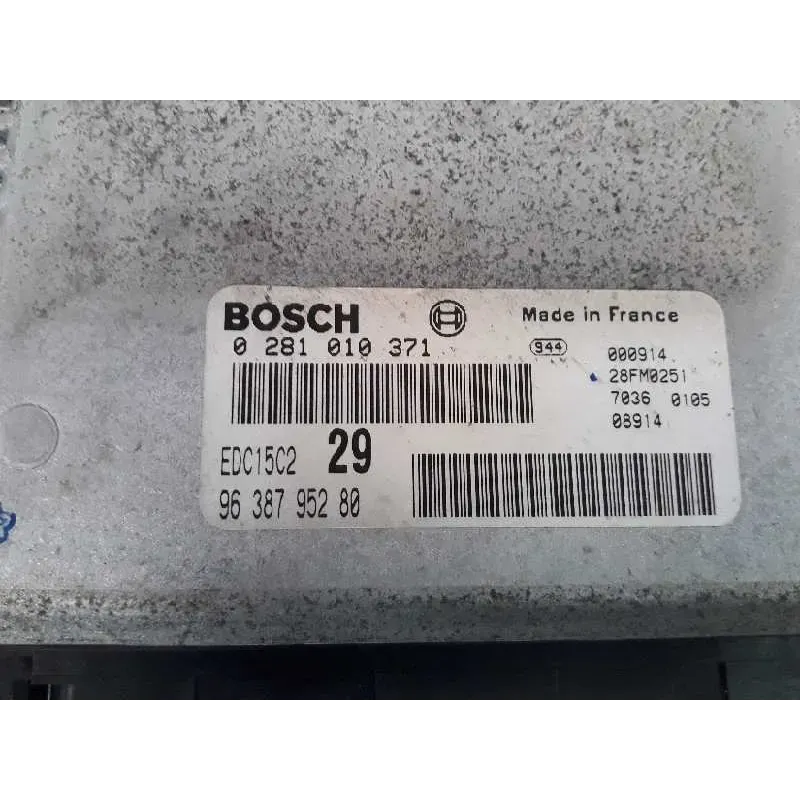 BOSCH
Made in France
0 281 010 371
944
000914
28FM0251
7036 0105
08914
EDC15C2 29
96 387 952 80